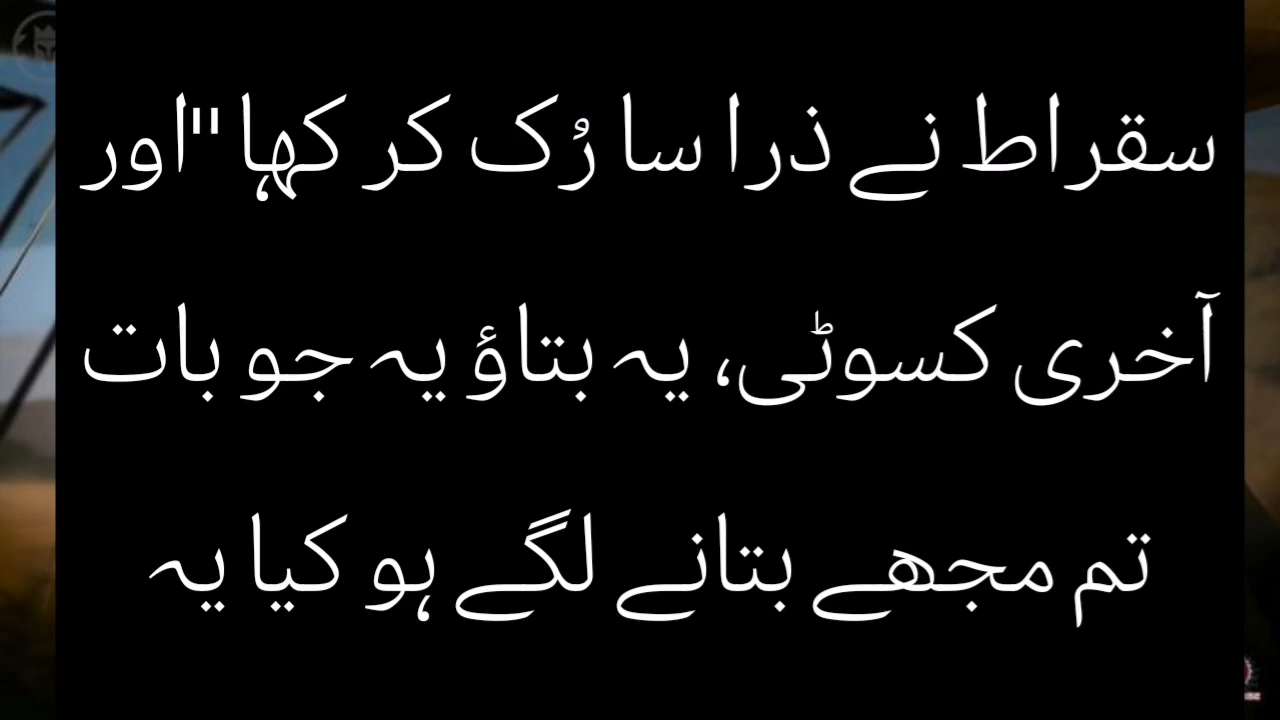 سقراط نے ذرا سا رُک کر کہا "اور
آخری کسوٹی، یہ بتاؤ یہ جو بات
تم مجھے بتانے لگے ہو کیا یہ